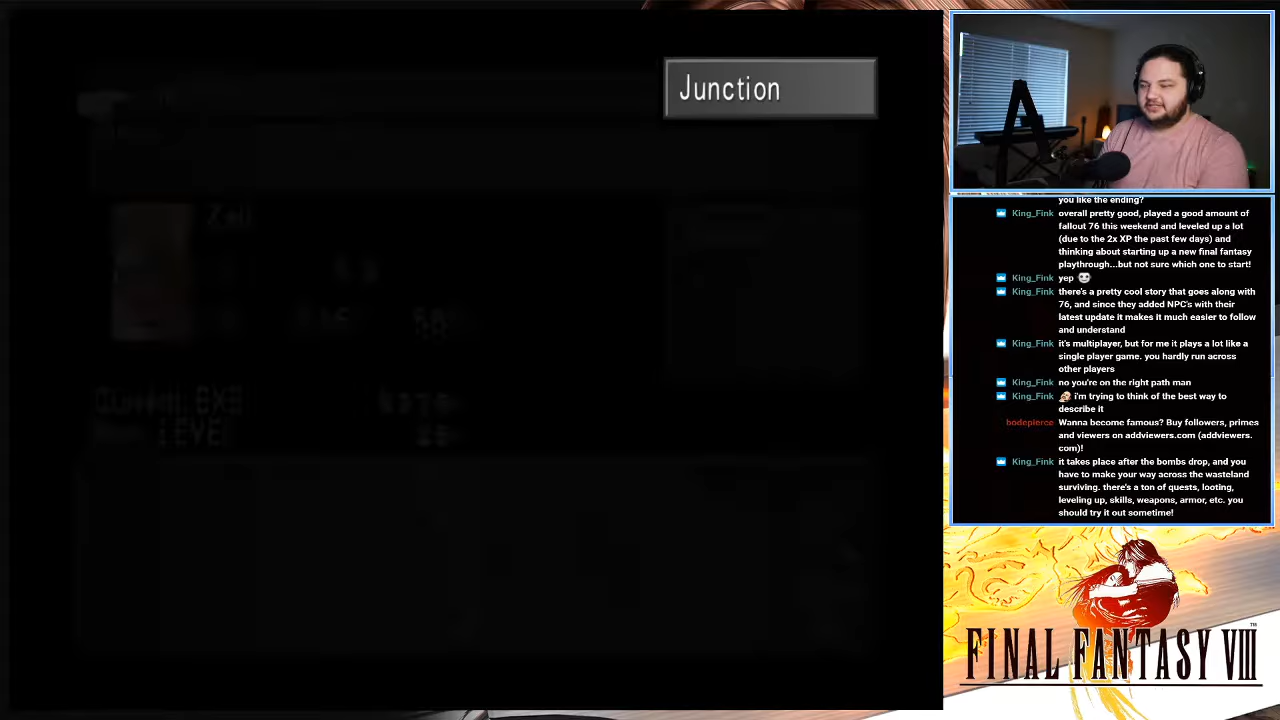 Junction
Zell
you like the ending?
King_Fink overall pretty good, played a good amount of
fallout 76 this weekend and leveled up a lot
(due to the 2x XP the past few days) and
thinking about starting up a new final fantasy
playthrough...but not sure which one to start!
King_Fink yep
King_Fink there's a pretty cool story that goes along with
76, and since they added NPC's with their
latest update it makes it much easier to follow
and understand
King_Fink it's multiplayer, but for me it plays a lot like a
single player game. you hardly run across
other players
King_Fink no you're on the right path man
King_Fink i'm trying to think of the best way to
describe it
bodepierce Wanna become famous? Buy followers, primes
and viewers on addviewers.com (addviewers.
com)!
King_Fink it takes place after the bombs drop, and you
have to make your way across the wasteland
surviving. there's a ton of quests, looting,
leveling up, skills, weapons, armor, etc. you
should try it out sometime!
FINAL FANTASY VIII™